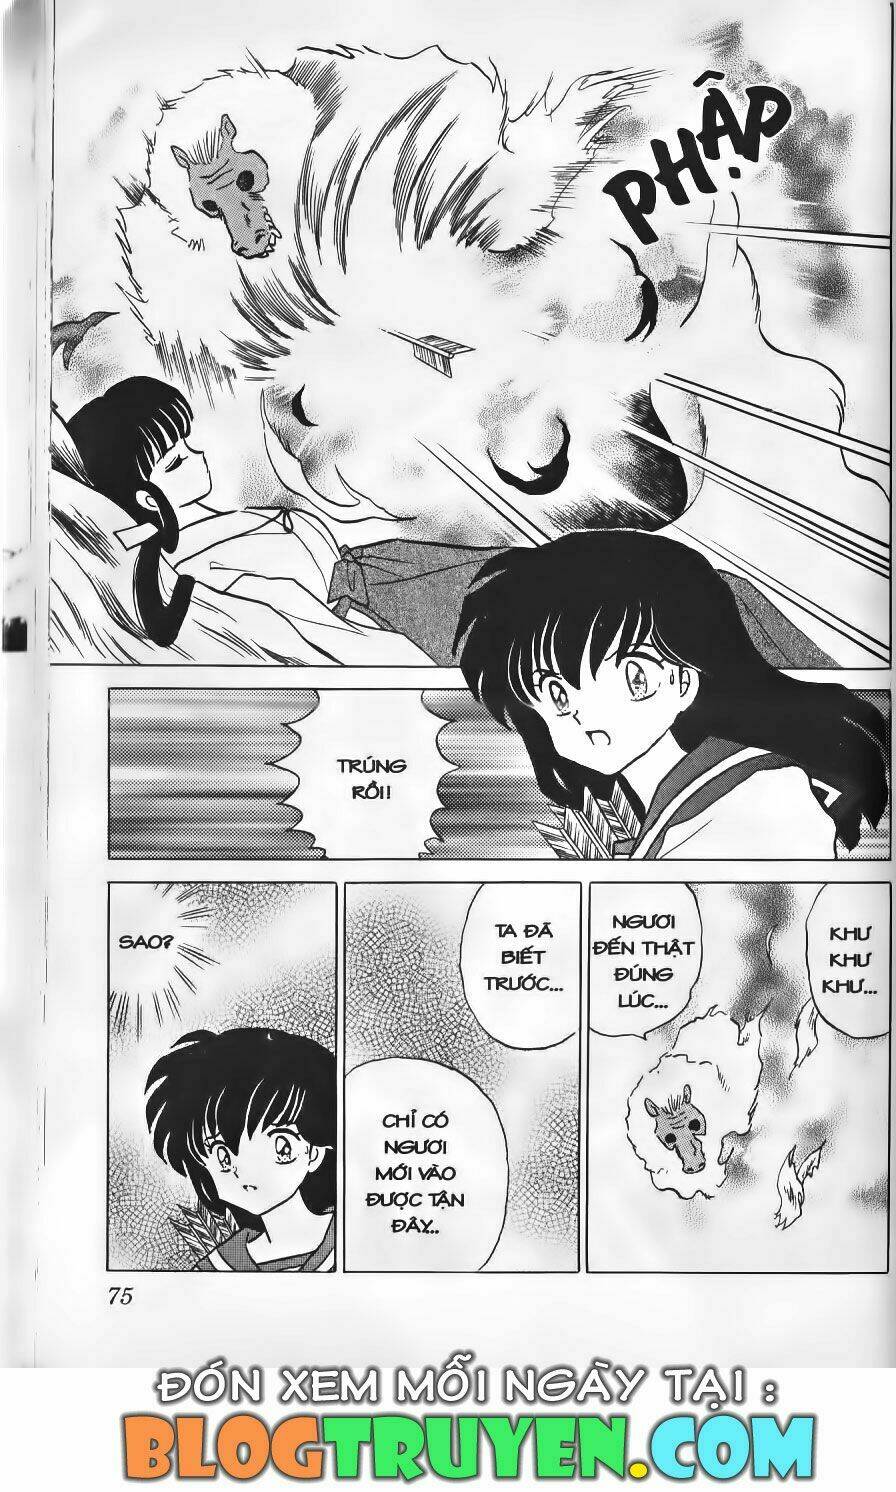 PHẬP
TRÚNG
RỒI!
KHƯ
KHƯ
KHƯ...
NGƯƠI
ĐẾN THẬT
ĐÚNG
LÚC...
TA ĐÃ
BIẾT
TRƯỚC...
CHỈ CÓ
NGƯƠI
MỚI VÀO
ĐƯỢC TẬN
ĐÂY...
SAO?
75
ĐÓN XEM MỖI NGÀY TẠI :
BLOGTRUYEN.COM